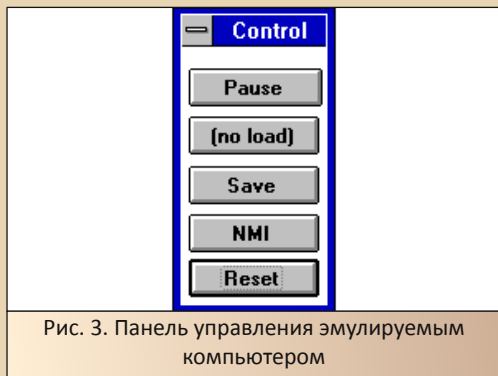 Control
Pause
(no load)
Save
NMI
Reset
Рис. 3. Панель управления эмулируемым
компьютером